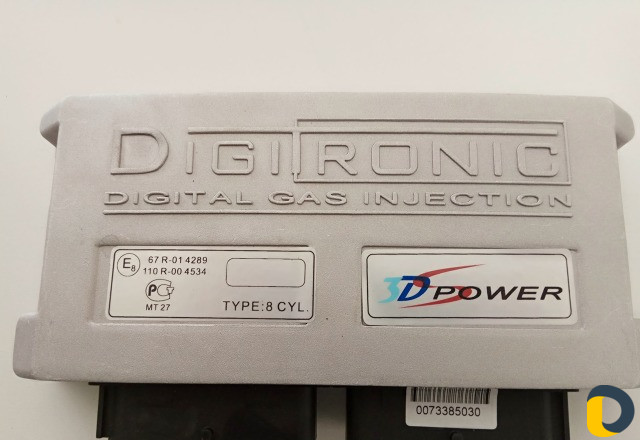 DIGITRONIC
DIGITAL GAS INJECTION
E8 67 R-01 4289
110 R-00 4534
РСТ
MT 27
TYPE: 8 CYL.
3D POWER
0073385030